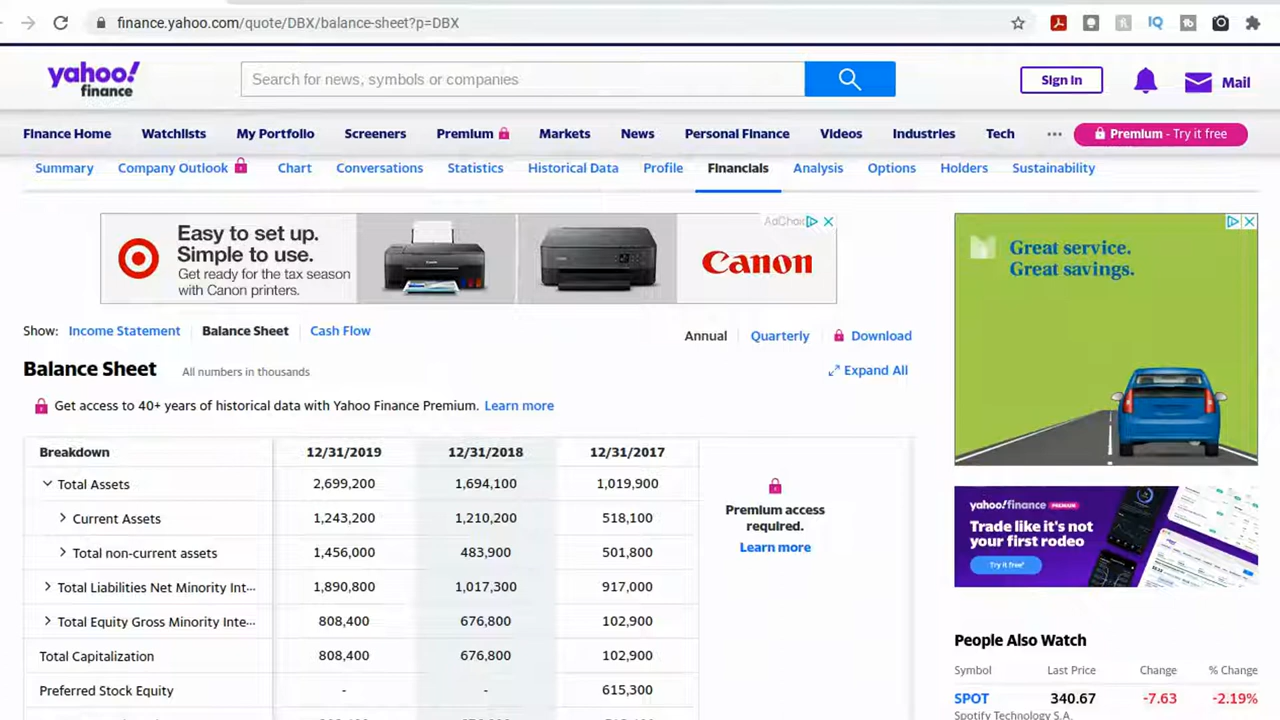 finance.yahoo.com/quote/DBX/balance-sheet?p=DBX
yahoo!
finance
Search for news, symbols or companies
Sign In
Mail
Finance Home Watchlists My Portfolio Screeners Premium Markets News Personal Finance Videos Industries Tech ••• Premium - Try it free
Summary Company Outlook Chart Conversations Statistics Historical Data Profile Financials Analysis Options Holders Sustainability
Easy to set up.
Simple to use.
Get ready for the tax season
with Canon printers.
Canon
Great service.
Great savings.
Show: Income Statement Balance Sheet Cash Flow
Annual Quarterly Download
Balance Sheet All numbers in thousands
Expand All
Get access to 40+ years of historical data with Yahoo Finance Premium. Learn more
Breakdown 12/31/2019 12/31/2018 12/31/2017
Total Assets 2,699,200 1,694,100 1,019,900
Current Assets 1,243,200 1,210,200 518,100
Total non-current assets 1,456,000 483,900 501,800
Total Liabilities Net Minority Int... 1,890,800 1,017,300 917,000
Total Equity Gross Minority Inte... 808,400 676,800 102,900
Total Capitalization 808,400 676,800 102,900
Preferred Stock Equity - - 615,300
Premium access
required.
Learn more
yahoo!finance PREMIUM
Trade like it's not
your first rodeo
Try it free*
People Also Watch
Symbol Last Price Change % Change
SPOT 340.67 -7.63 -2.19%
Spotify Technology S.A.